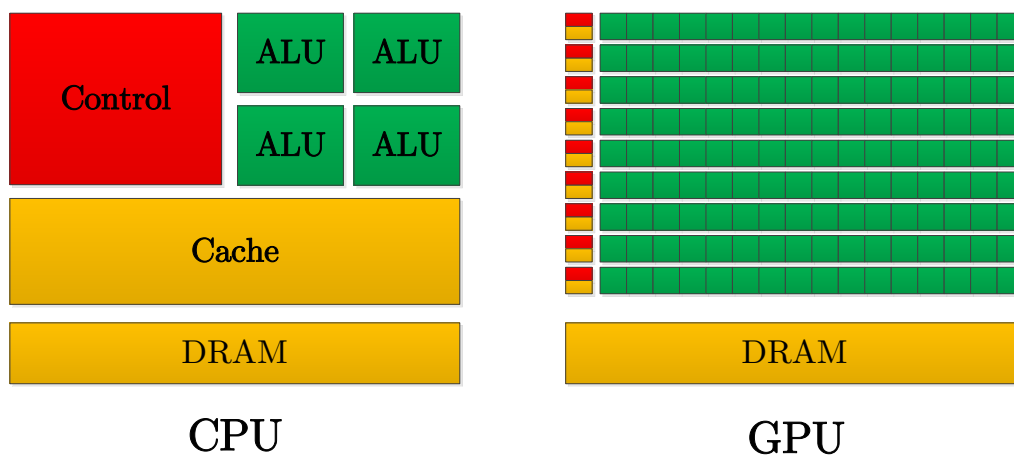 Control
ALU ALU
ALU ALU
Cache
DRAM
CPU
DRAM
GPU